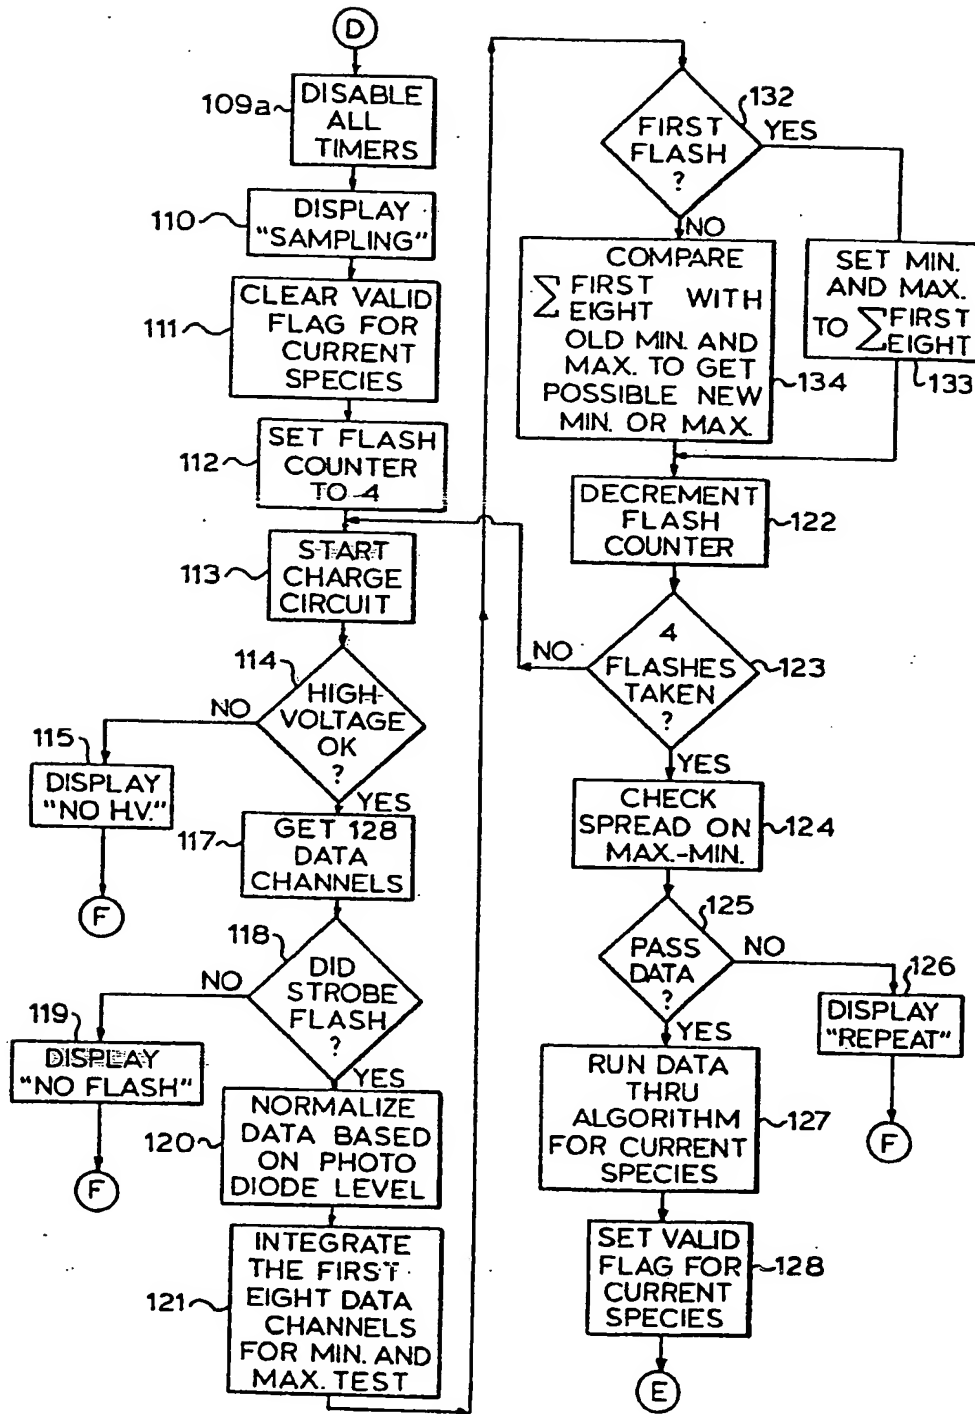 D
109a
DISABLE
ALL
TIMERS
110
DISPLAY
"SAMPLING"
111
CLEAR VALID
FLAG FOR
CURRENT
SPECIES
112
SET FLASH
COUNTER
TO 4
113
START
CHARGE
CIRCUIT
114
HIGH-
VOLTAGE
OK
?
NO
YES
115
DISPLAY
"NO H.V."
F
117
GET 128
DATA
CHANNELS
118
DID
STROBE
FLASH
?
NO
YES
119
DISPLAY
"NO FLASH"
F
120
NORMALIZE
DATA BASED
ON PHOTO
DIODE LEVEL
121
INTEGRATE
THE FIRST
EIGHT DATA
CHANNELS
FOR MIN. AND
MAX. TEST
132
FIRST
FLASH
?
YES
NO
COMPARE
∑ FIRST EIGHT WITH
OLD MIN. AND
MAX. TO GET
POSSIBLE NEW
MIN. OR MAX.
134
SET MIN.
AND MAX.
TO ∑ FIRST EIGHT
133
DECREMENT
FLASH
COUNTER
122
4
FLASHES
TAKEN
?
123
NO
YES
CHECK
SPREAD ON
MAX.-MIN.
124
125
PASS
DATA
?
NO
YES
126
DISPLAY
"REPEAT"
F
RUN DATA
THRU
ALGORITHM
FOR CURRENT
SPECIES
127
SET VALID
FLAG FOR
CURRENT
SPECIES
128
E